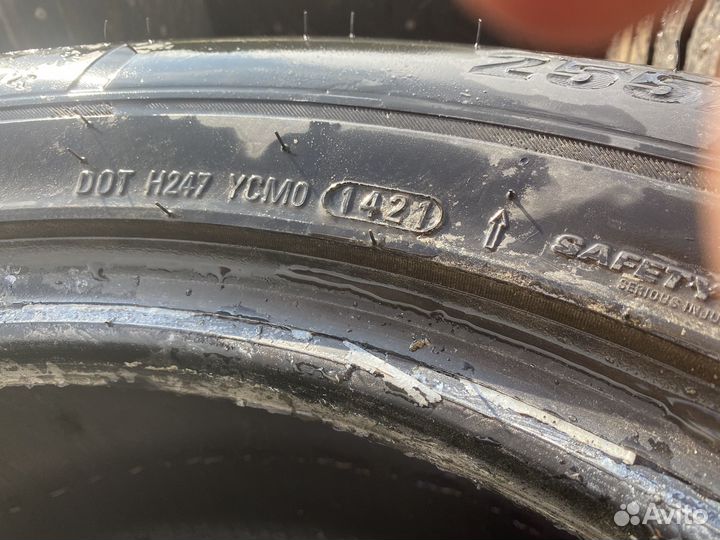 255
DOT H247 YCM0 1421
SAFETY
SERIOUS INJU
Avito